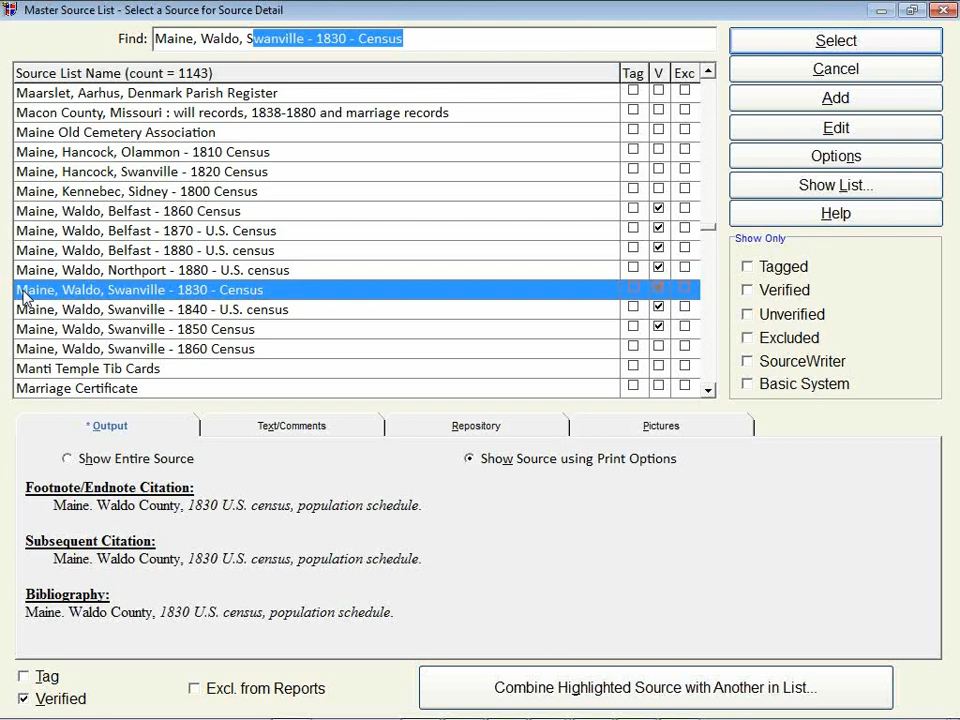 Master Source List - Select a Source for Source Detail
Find: Maine, Waldo, Swanville - 1830 - Census
Select
Cancel
Add
Edit
Options
Show List...
Help
Source List Name (count = 1143) Tag V Exc
Maarslet, Aarhus, Denmark Parish Register
Macon County, Missouri : will records, 1838-1880 and marriage records
Maine Old Cemetery Association
Maine, Hancock, Olammon - 1810 Census
Maine, Hancock, Swanville - 1820 Census
Maine, Kennebec, Sidney - 1800 Census
Maine, Waldo, Belfast - 1860 Census
Maine, Waldo, Belfast - 1870 - U.S. Census
Maine, Waldo, Belfast - 1880 - U.S. census
Maine, Waldo, Northport - 1880 - U.S. census
Maine, Waldo, Swanville - 1830 - Census
Maine, Waldo, Swanville - 1840 - U.S. census
Maine, Waldo, Swanville - 1850 Census
Maine, Waldo, Swanville - 1860 Census
Manti Temple Tib Cards
Marriage Certificate
Show Only
Tagged
Verified
Unverified
Excluded
SourceWriter
Basic System
* Output Text/Comments Repository Pictures
Show Entire Source Show Source using Print Options
Footnote/Endnote Citation:
Maine. Waldo County, 1830 U.S. census, population schedule.
Subsequent Citation:
Maine. Waldo County, 1830 U.S. census, population schedule.
Bibliography:
Maine. Waldo County, 1830 U.S. census, population schedule.
Tag
Verified
Excl. from Reports
Combine Highlighted Source with Another in List...